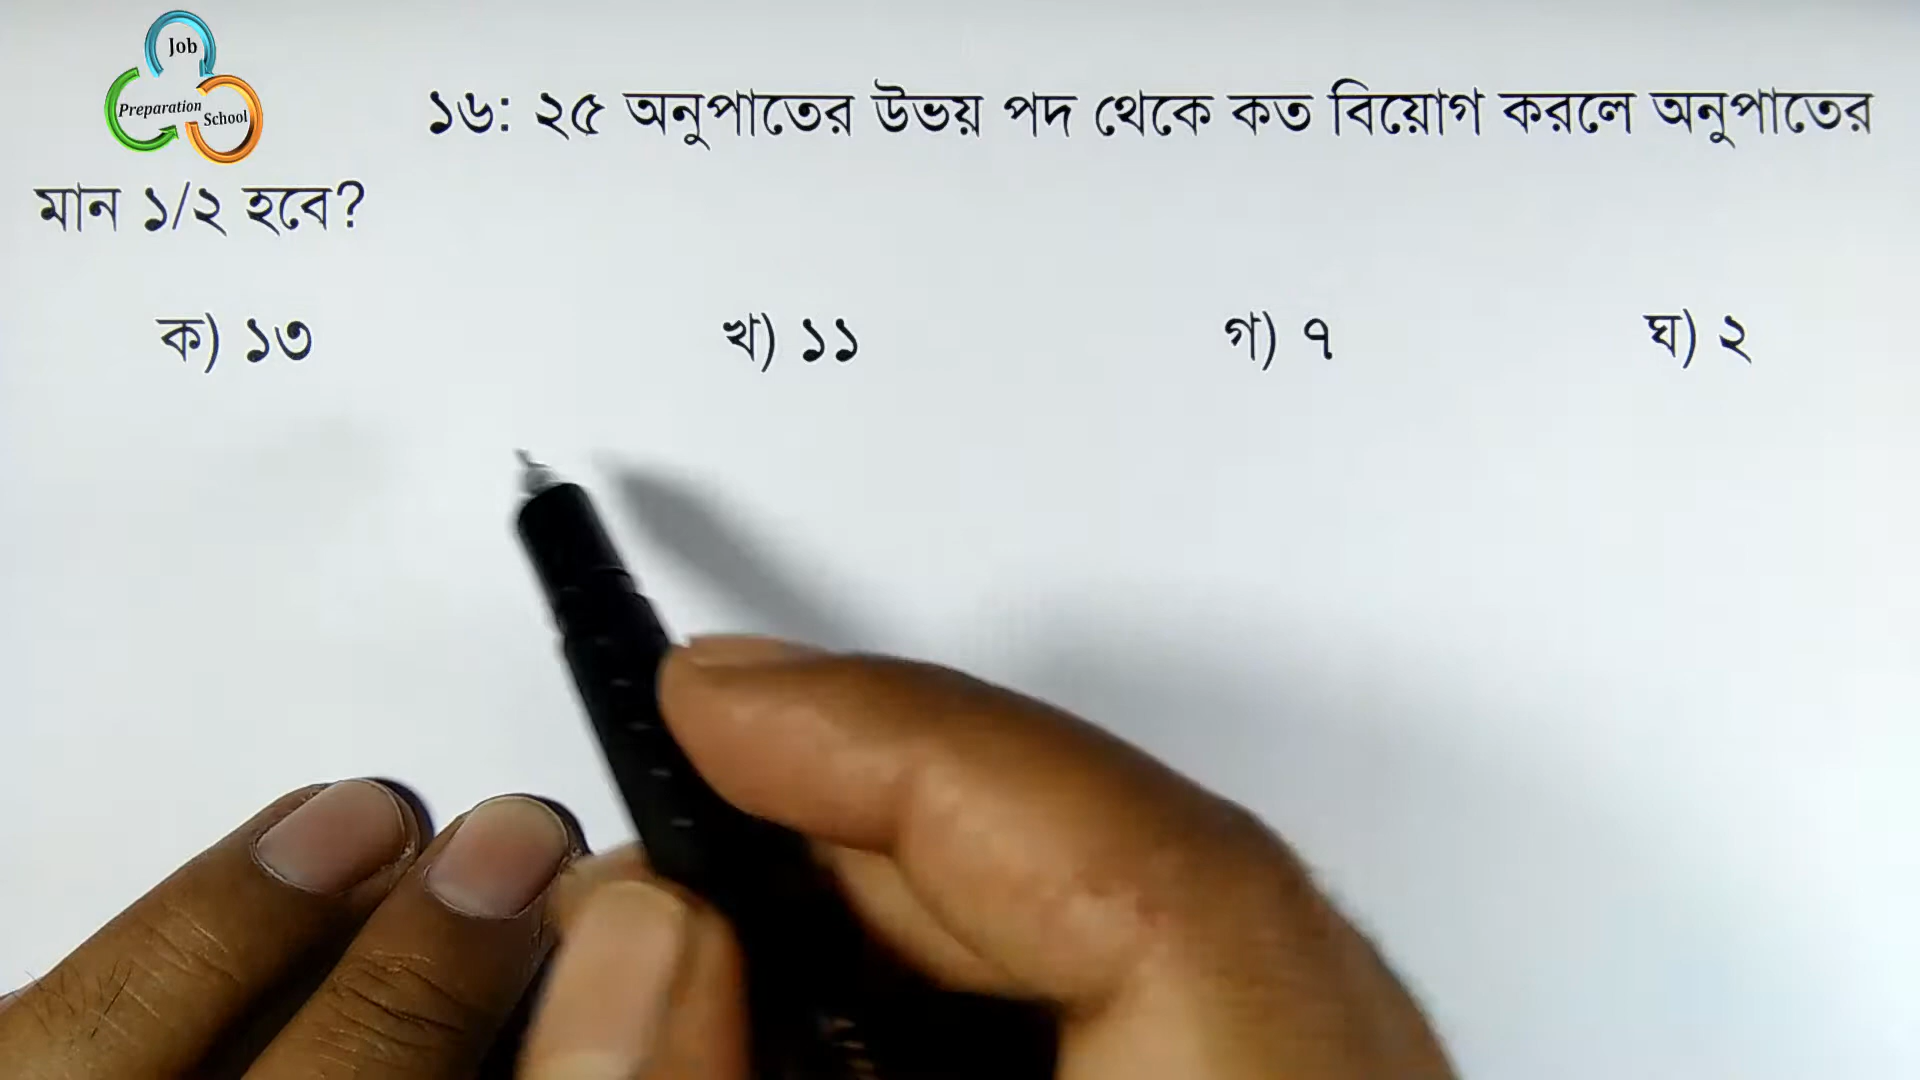 Job
Preparation
School
১৬: ২৫ অনুপাতের উভয় পদ থেকে কত বিয়োগ করলে অনুপাতের
মান ১/২ হবে?
ক) ১৩ খ) ১১ গ) ৭ ঘ) ২